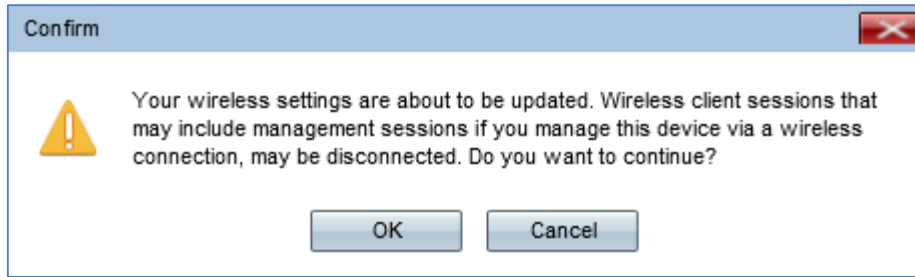 Confirm
Your wireless settings are about to be updated. Wireless client sessions that
may include management sessions if you manage this device via a wireless
connection, may be disconnected. Do you want to continue?
OK
Cancel